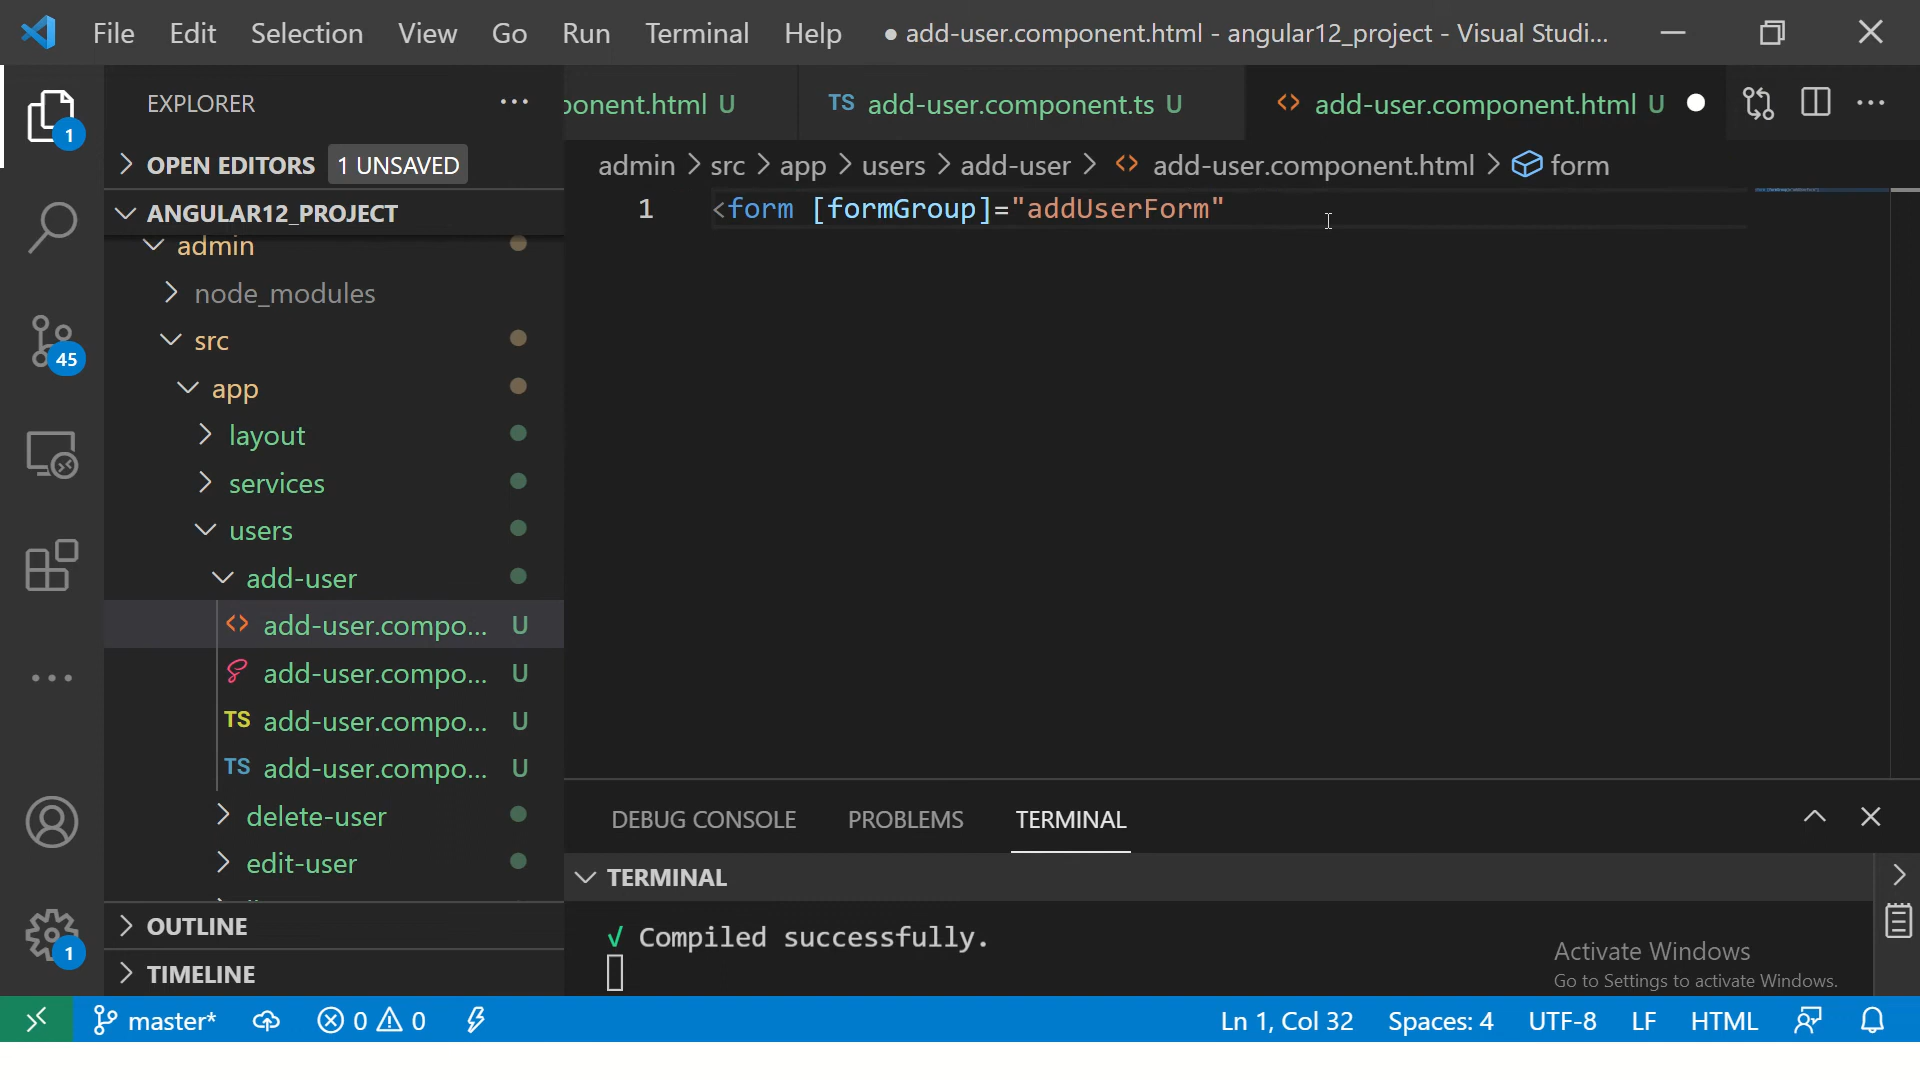 File Edit Selection View Go Run Terminal Help ● add-user.component.html - angular12_project - Visual Studi...
EXPLORER ...
ponent.html U
TS add-user.component.ts U
<> add-user.component.html U
OPEN EDITORS 1 UNSAVED
admin > src > app > users > add-user > <> add-user.component.html > form
ANGULAR12_PROJECT
1 <form [formGroup]="addUserForm"
admin
node_modules
src
app
layout
services
users
add-user
<> add-user.compo... U
add-user.compo... U
TS add-user.compo... U
TS add-user.compo... U
delete-user
edit-user
OUTLINE
TIMELINE
1
45
1
DEBUG CONSOLE PROBLEMS TERMINAL
TERMINAL
√ Compiled successfully.
Activate Windows
Go to Settings to activate Windows.
master* 0 0 Ln 1, Col 32 Spaces: 4 UTF-8 LF HTML